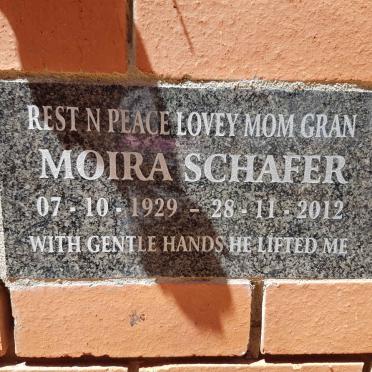 REST N PEACE LOVEY MOM GRAN
MOIRA SCHAFER
07 - 10 - 1929 - 28 - 11 - 2012
WITH GENTLE HANDS HE LIFTED ME